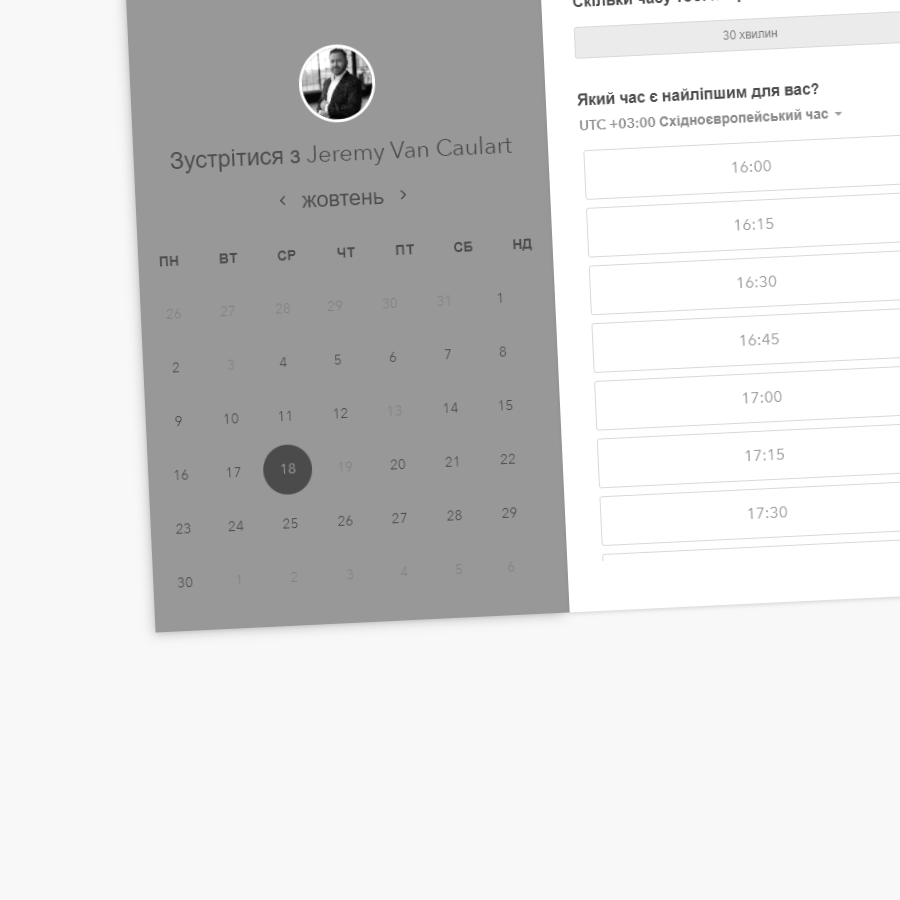 Зустрітися з Jeremy Van Caulart
‹ жовтень ›
ПН ВТ СР ЧТ ПТ СБ НД
26 27 28 29 30 31 1
2 3 4 5 6 7 8
9 10 11 12 13 14 15
16 17 18 19 20 21 22
23 24 25 26 27 28 29
30 1 2 3 4 5 6
Скільки часу
30 хвилин
Який час є найліпшим для вас?
UTC +03:00 Східноєвропейський час
16:00
16:15
16:30
16:45
17:00
17:15
17:30